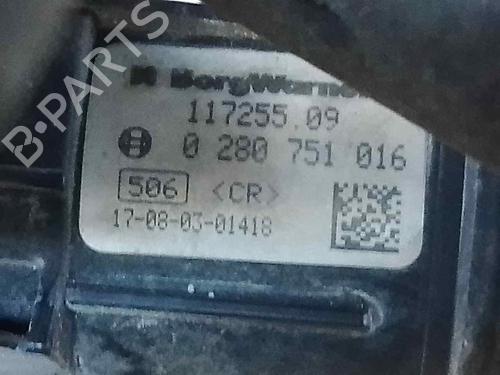 BorgWarner
117255.09
0 280 751 016
506 <CR>
17-08-03-01418
B-PARTS